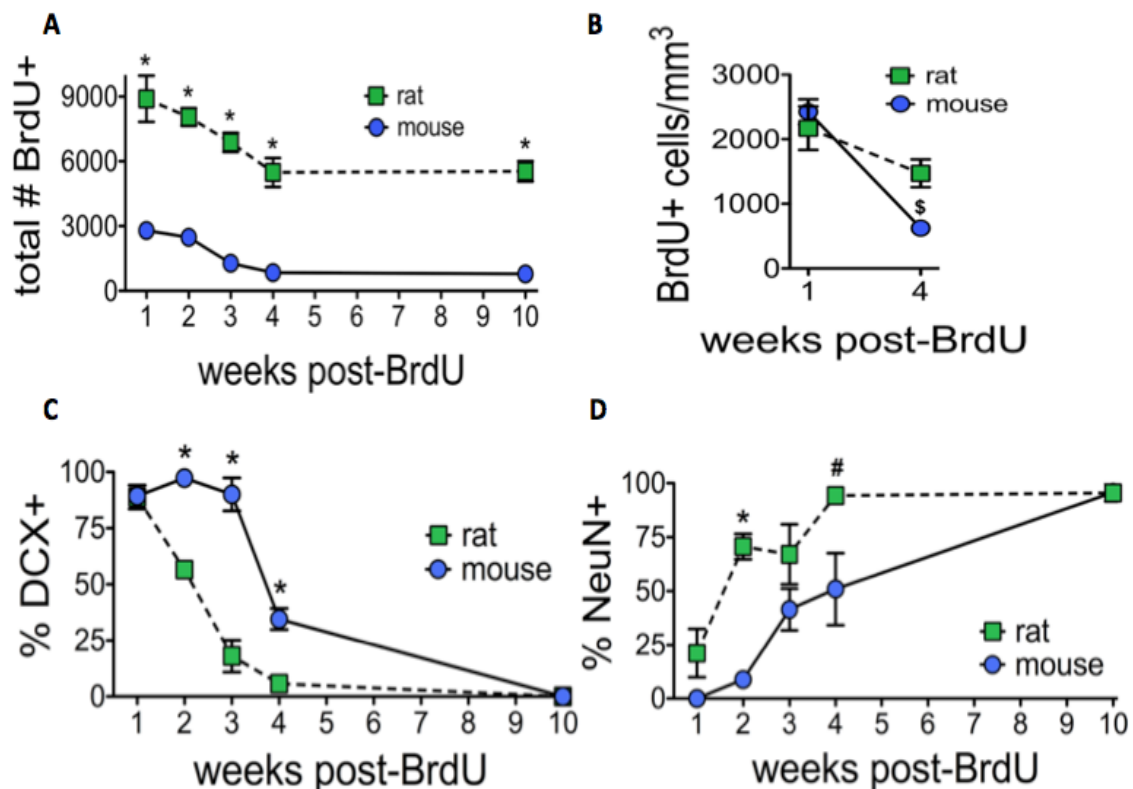 A
total # BrdU+
9000
6000
3000
0
* * * * *
rat
mouse
1 2 3 4 5 6 7 8 9 10
weeks post-BrdU
B
BrdU+ cells/mm³
3000
2000
1000
0
rat
mouse
$
1 4
weeks post-BrdU
C
% DCX+
100
75
50
25
0
* * *
rat
mouse
1 2 3 4 5 6 7 8 9 10
weeks post-BrdU
D
% NeuN+
100
75
50
25
0
* #
rat
mouse
1 2 3 4 5 6 7 8 9 10
weeks post-BrdU